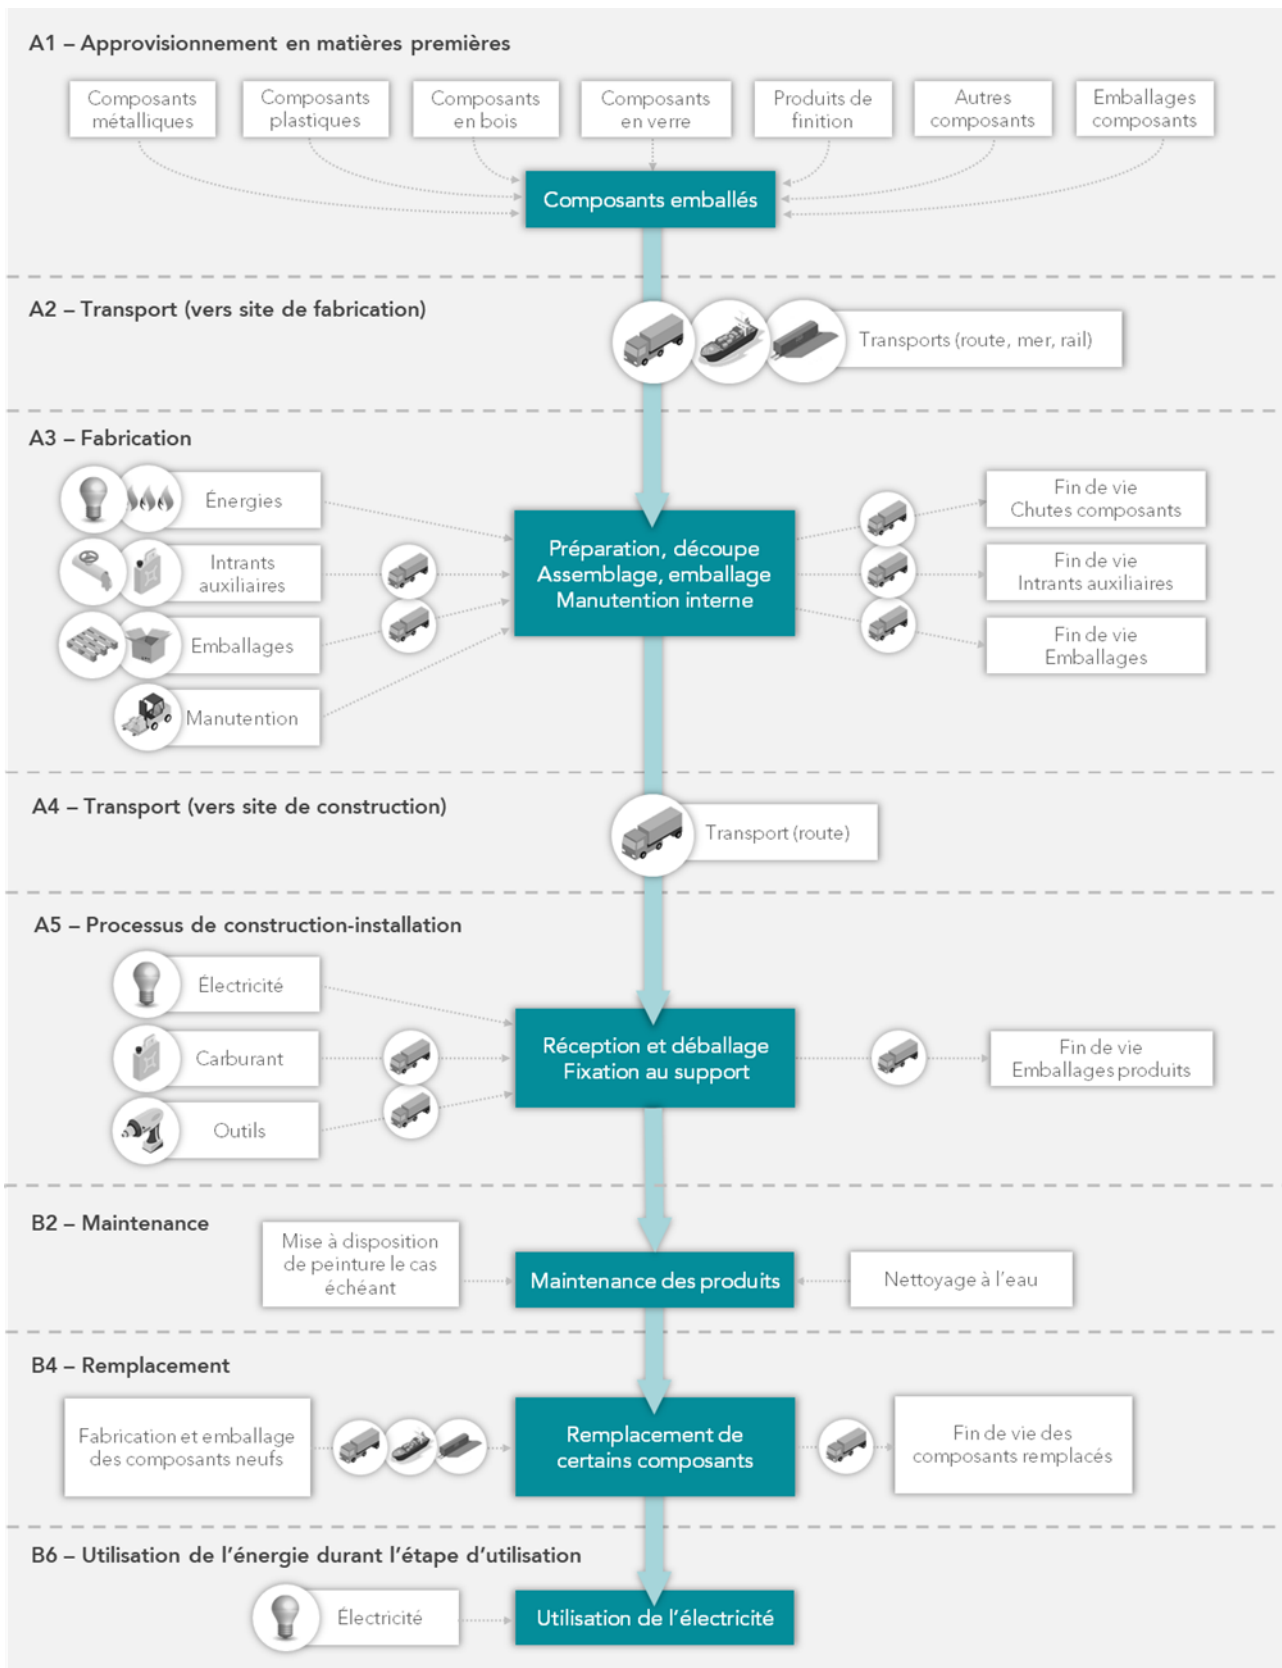 A1 – Approvisionnement en matières premières
Composants
métalliques
Composants
plastiques
Composants
en bois
Composants
en verre
Produits de
finition
Autres
composants
Emballages
composants
Composants emballés
A2 – Transport (vers site de fabrication)
Transports (route, mer, rail)
A3 – Fabrication
Énergies
Intrants
auxiliaires
Emballages
Manutention
Préparation, découpe
Assemblage, emballage
Manutention interne
Fin de vie
Chutes composants
Fin de vie
Intrants auxiliaires
Fin de vie
Emballages
A4 – Transport (vers site de construction)
Transport (route)
A5 – Processus de construction-installation
Électricité
Carburant
Outils
Réception et déballage
Fixation au support
Fin de vie
Emballages produits
B2 – Maintenance
Mise à disposition
de peinture le cas
échéant
Maintenance des produits
Nettoyage à l'eau
B4 – Remplacement
Fabrication et emballage
des composants neufs
Remplacement de
certains composants
Fin de vie des
composants remplacés
B6 – Utilisation de l'énergie durant l'étape d'utilisation
Électricité
Utilisation de l'électricité